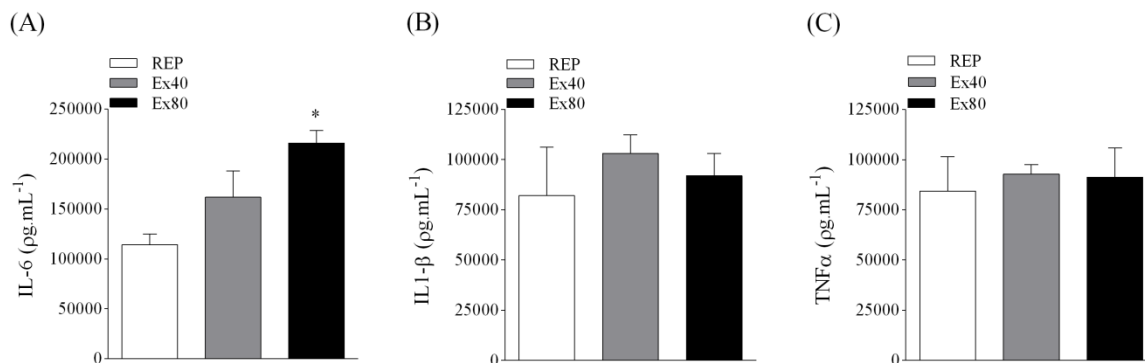 (A)
REP
Ex40
Ex80
250000
200000
150000
100000
50000
0
IL-6 (ρg.mL⁻¹)
*
(B)
REP
Ex40
Ex80
125000
100000
75000
50000
25000
0
IL1-β (ρg.mL⁻¹)
(C)
REP
Ex40
Ex80
125000
100000
75000
50000
25000
0
TNFα (ρg.mL⁻¹)